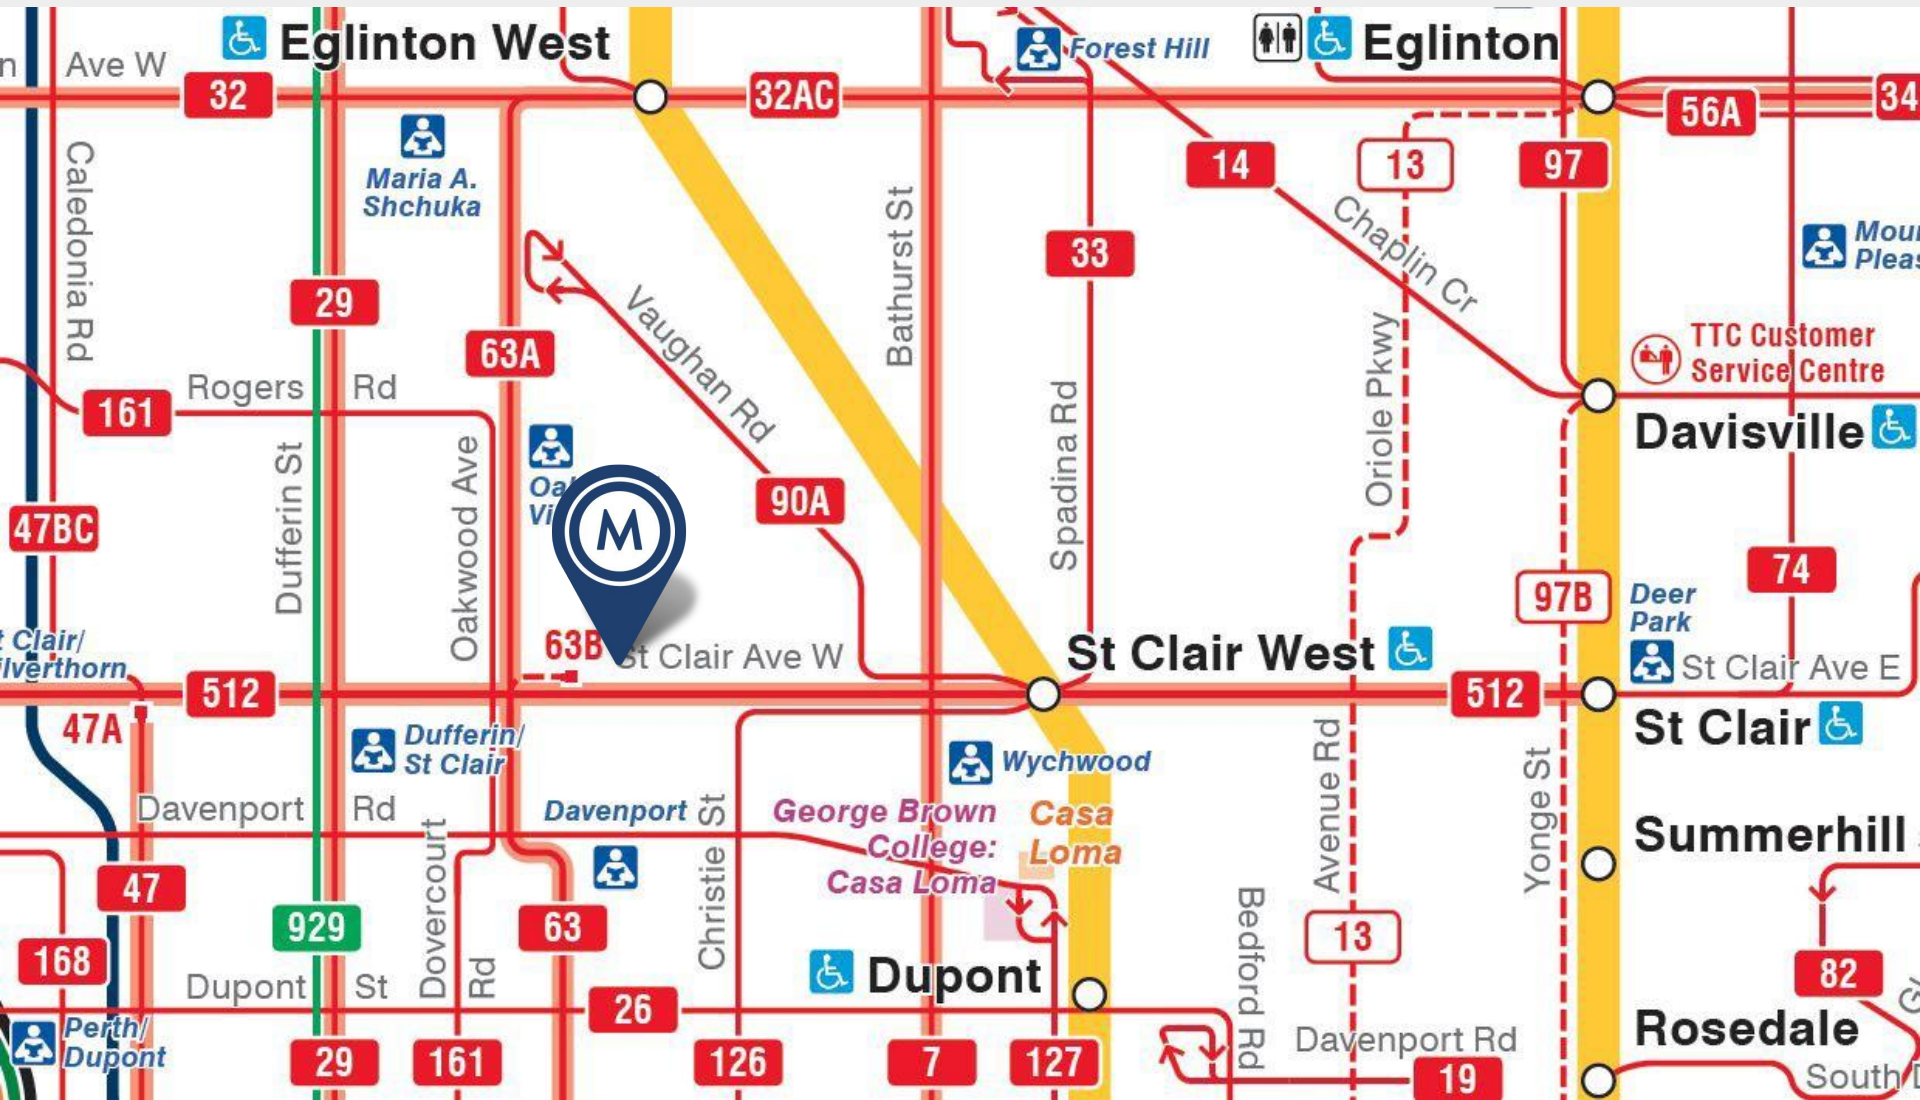 Eglinton West
Forest Hill
Eglinton
Ave W
32
32AC
56A
34
Maria A.
Shchuka
14
13
97
Caledonia Rd
Bathurst St
33
Chaplin Cr
29
Vaughan Rd
63A
TTC Customer
Service Centre
Rogers Rd
161
Oriole Pkwy
Davisville
Spadina Rd
Dufferin St
Oakwood Ave
90A
47BC
M
74
97B
Deer
Park
63B
St Clair Ave W
St Clair West
St Clair Ave E
512
512
47A
Dufferin/
St Clair
St Clair
Wychwood
Avenue Rd
Yonge St
Davenport Rd
Davenport
Christie St
George Brown
College:
Casa Loma
Casa
Loma
Summerhill
47
Dovercourt Rd
929
63
13
168
Bedford Rd
Dupont
82
Dupont St
26
Perth/
Dupont
Davenport Rd
Rosedale
29
161
126
7
127
19
South